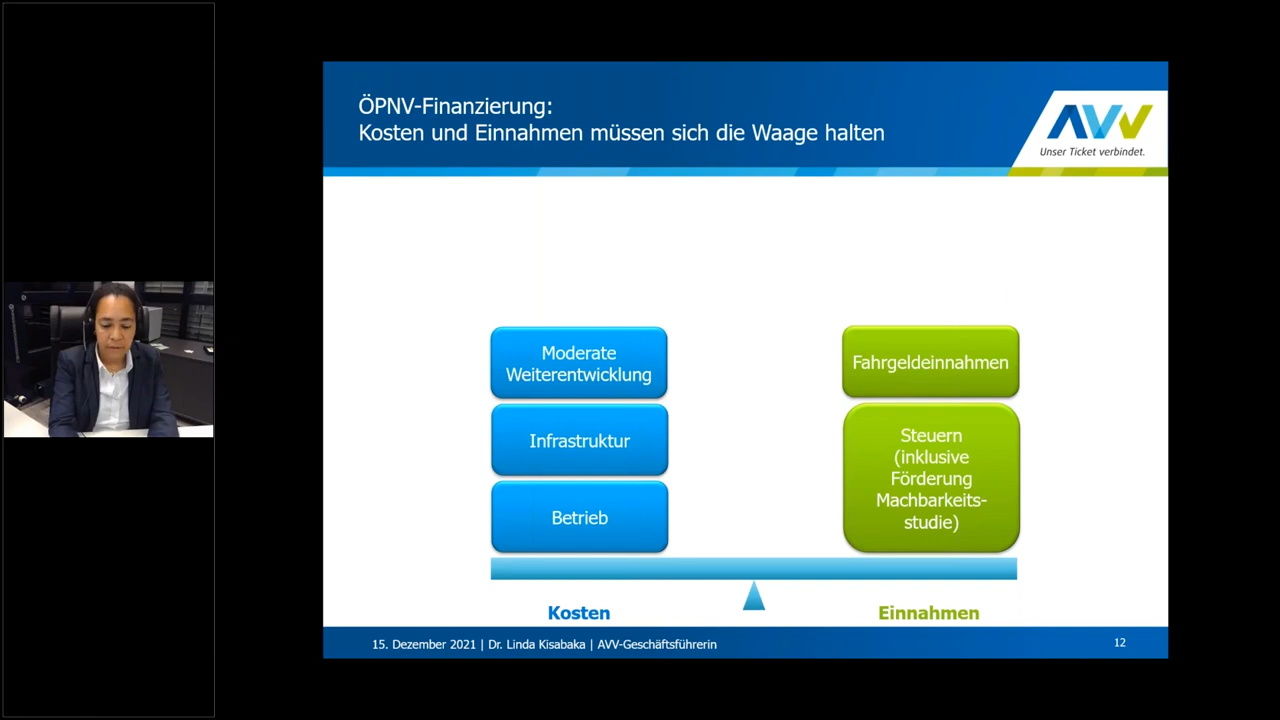 ÖPNV-Finanzierung:
Kosten und Einnahmen müssen sich die Waage halten
AVV
Unser Ticket verbindet.
Moderate
Weiterentwicklung
Infrastruktur
Betrieb
Fahrgeldeinnahmen
Steuern
(inklusive
Förderung
Machbarkeits-
studie)
Kosten
Einnahmen
15. Dezember 2021 | Dr. Linda Kisabaka | AVV-Geschäftsführerin
12